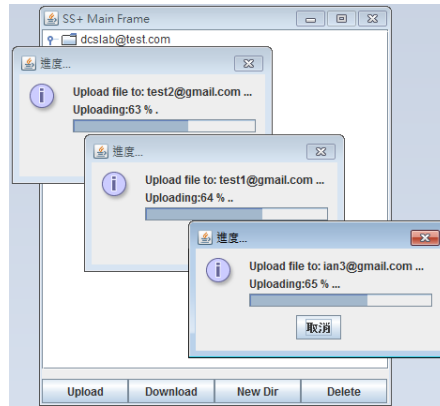 SS+ Main Frame
dcslab@test.com
進度...
Upload file to: test2@gmail.com ...
Uploading:63 % .
進度...
Upload file to: test1@gmail.com ...
Uploading:64 % ..
進度...
Upload file to: ian3@gmail.com ...
Uploading:65 % ...
取消
Upload Download New Dir Delete